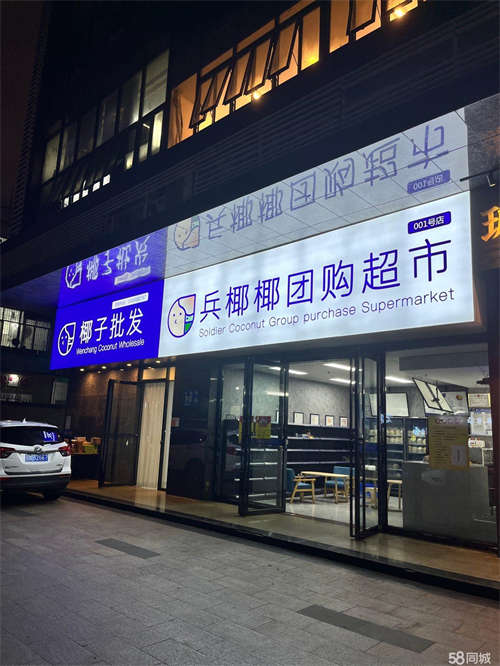 001号店
兵椰椰团购超市
Soldier Coconut Group purchase Supermarket
椰子批发
Wenchang Coconut Wholesale
58同城